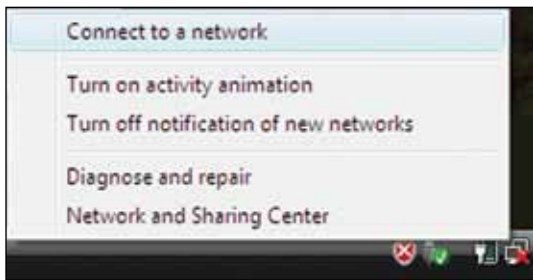 Connect to a network
Turn on activity animation
Turn off notification of new networks
Diagnose and repair
Network and Sharing Center